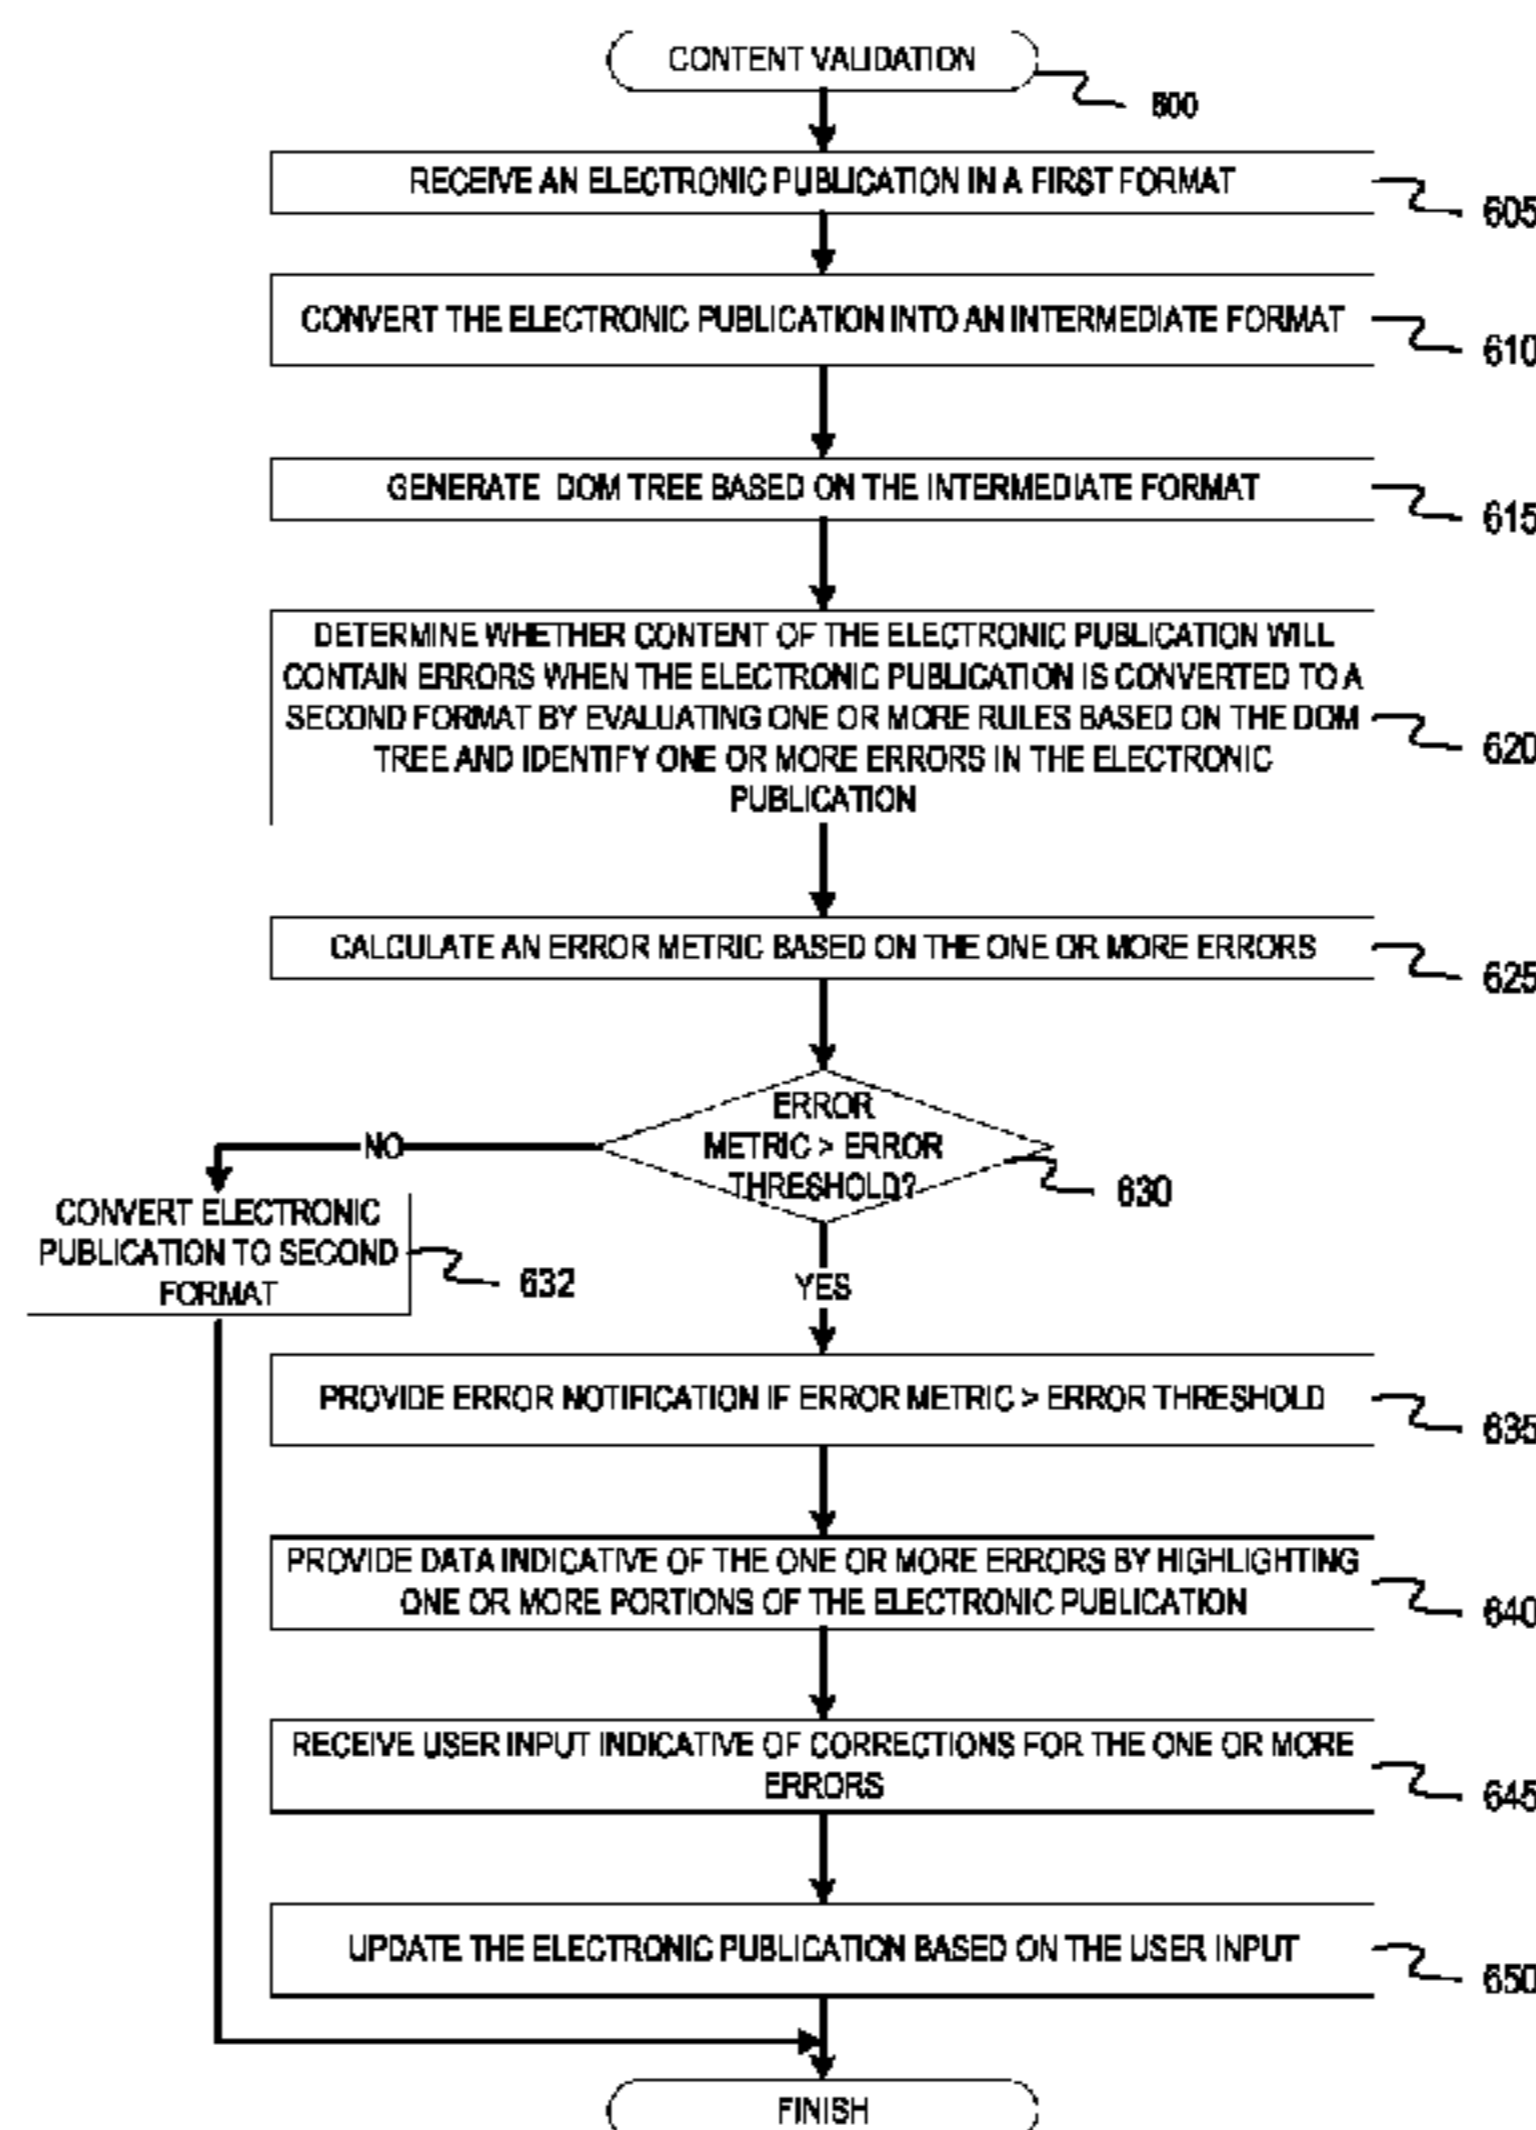 CONTENT VALIDATION
600
RECEIVE AN ELECTRONIC PUBLICATION IN A FIRST FORMAT
605
CONVERT THE ELECTRONIC PUBLICATION INTO AN INTERMEDIATE FORMAT
610
GENERATE DOM TREE BASED ON THE INTERMEDIATE FORMAT
615
DETERMINE WHETHER CONTENT OF THE ELECTRONIC PUBLICATION WILL
CONTAIN ERRORS WHEN THE ELECTRONIC PUBLICATION IS CONVERTED TO A
SECOND FORMAT BY EVALUATING ONE OR MORE RULES BASED ON THE DOM
TREE AND IDENTIFY ONE OR MORE ERRORS IN THE ELECTRONIC
PUBLICATION
620
CALCULATE AN ERROR METRIC BASED ON THE ONE OR MORE ERRORS
625
ERROR
METRIC > ERROR
THRESHOLD?
630
NO
CONVERT ELECTRONIC
PUBLICATION TO SECOND
FORMAT
632
YES
PROVIDE ERROR NOTIFICATION IF ERROR METRIC > ERROR THRESHOLD
635
PROVIDE DATA INDICATIVE OF THE ONE OR MORE ERRORS BY HIGHLIGHTING
ONE OR MORE PORTIONS OF THE ELECTRONIC PUBLICATION
640
RECEIVE USER INPUT INDICATIVE OF CORRECTIONS FOR THE ONE OR MORE
ERRORS
645
UPDATE THE ELECTRONIC PUBLICATION BASED ON THE USER INPUT
650
FINISH